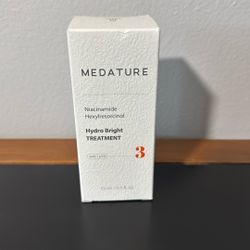 MEDATURE
Niacinamide
Hexylresorcinol
Hydro Bright
TREATMENT
3